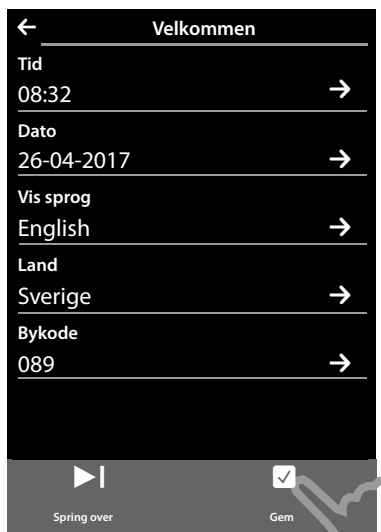 Velkommen
Tid
08:32
Dato
26-04-2017
Vis sprog
English
Land
Sverige
Bykode
089
Spring over
Gem